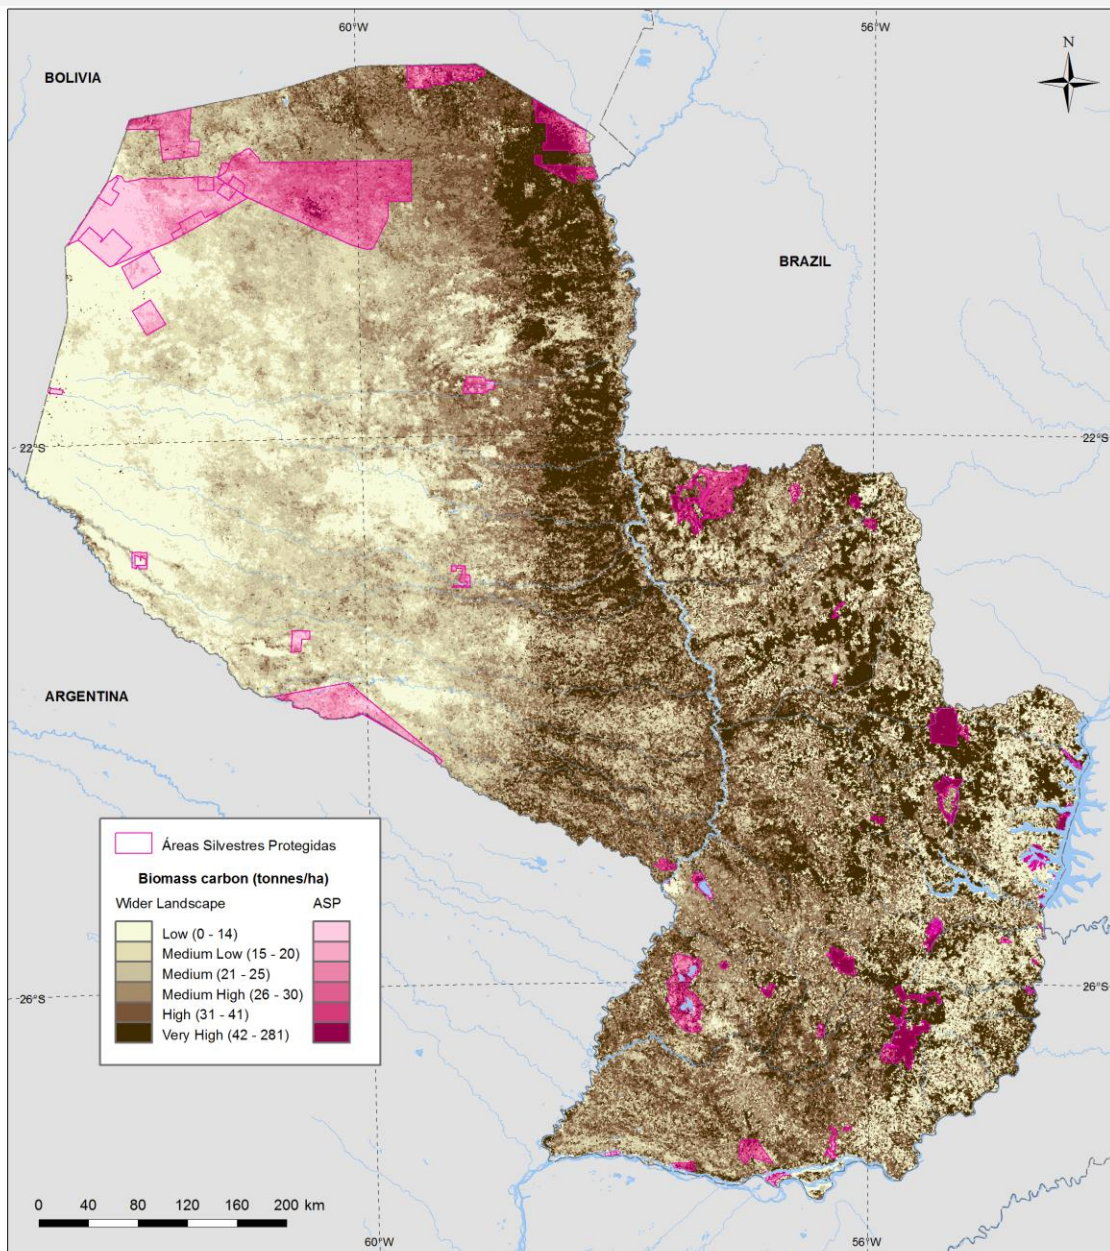 60°W
56°W
BOLIVIA
N
BRAZIL
22°S
22°S
ARGENTINA
Áreas Silvestres Protegidas
Biomass carbon (tonnes/ha)
Wider Landscape ASP
Low (0 - 14)
Medium Low (15 - 20)
Medium (21 - 25)
Medium High (26 - 30)
High (31 - 41)
Very High (42 - 281)
26°S
26°S
0 40 80 120 160 200 km
60°W
56°W